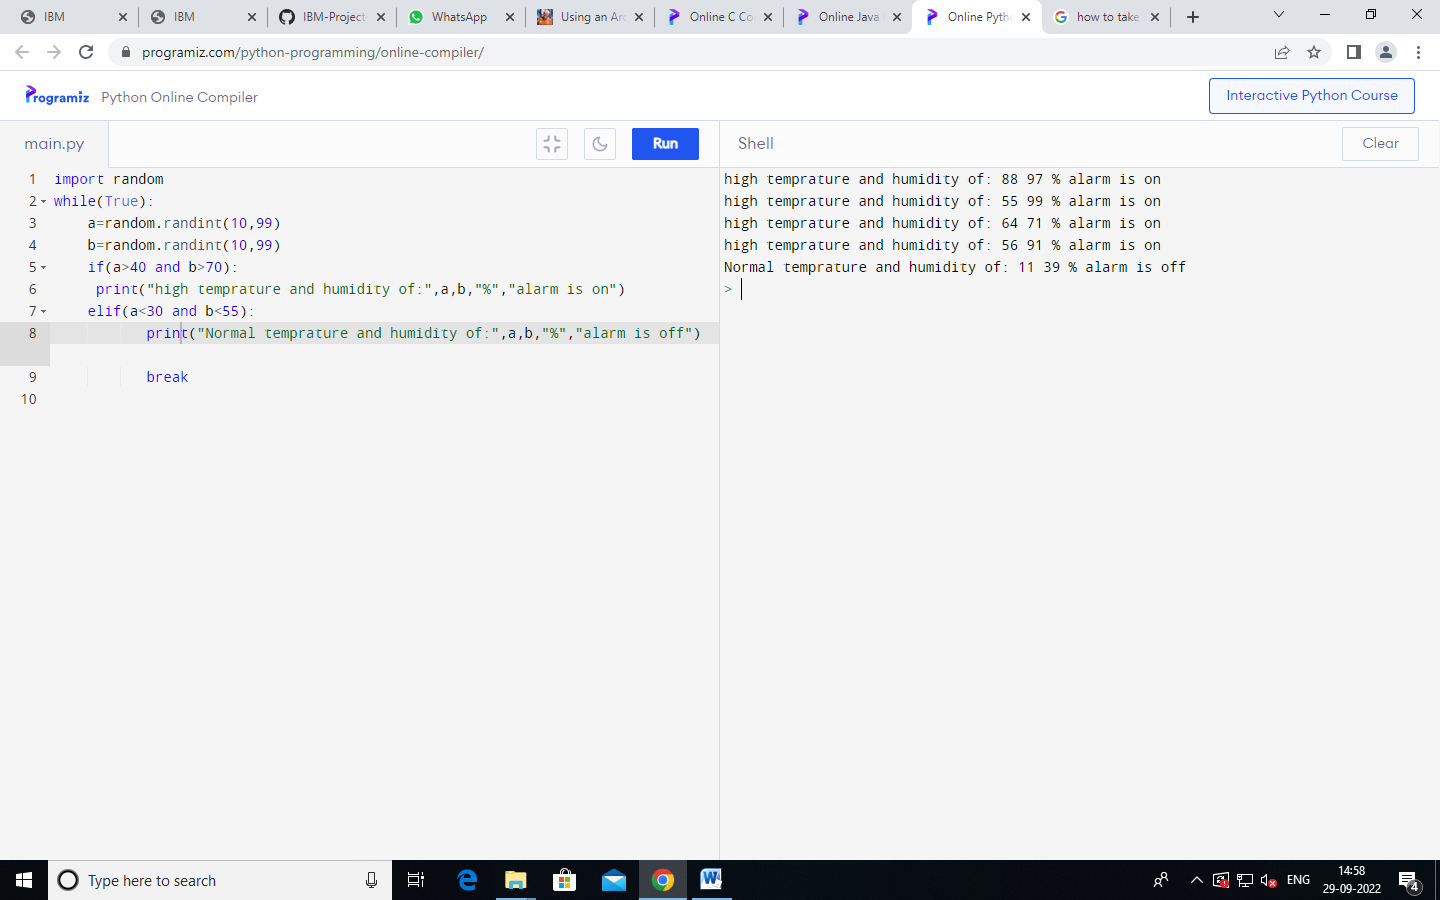 IBM
IBM
IBM-Project
WhatsApp
Using an Arc
Online C Co
Online Java
Online Pytho
how to take
programiz.com/python-programming/online-compiler/
Programiz
Python Online Compiler
Interactive Python Course
main.py
Run
Shell
Clear
1 import random
2 while(True):
3 a=random.randint(10,99)
4 b=random.randint(10,99)
5 if(a>40 and b>70):
6 print("high temprature and humidity of:",a,b,"%","alarm is on")
7 elif(a<30 and b<55):
8 print("Normal temprature and humidity of:",a,b,"%","alarm is off")
9 break
10
high temprature and humidity of: 88 97 % alarm is on
high temprature and humidity of: 55 99 % alarm is on
high temprature and humidity of: 64 71 % alarm is on
high temprature and humidity of: 56 91 % alarm is on
Normal temprature and humidity of: 11 39 % alarm is off
>
Type here to search
ENG
14:58
29-09-2022
4